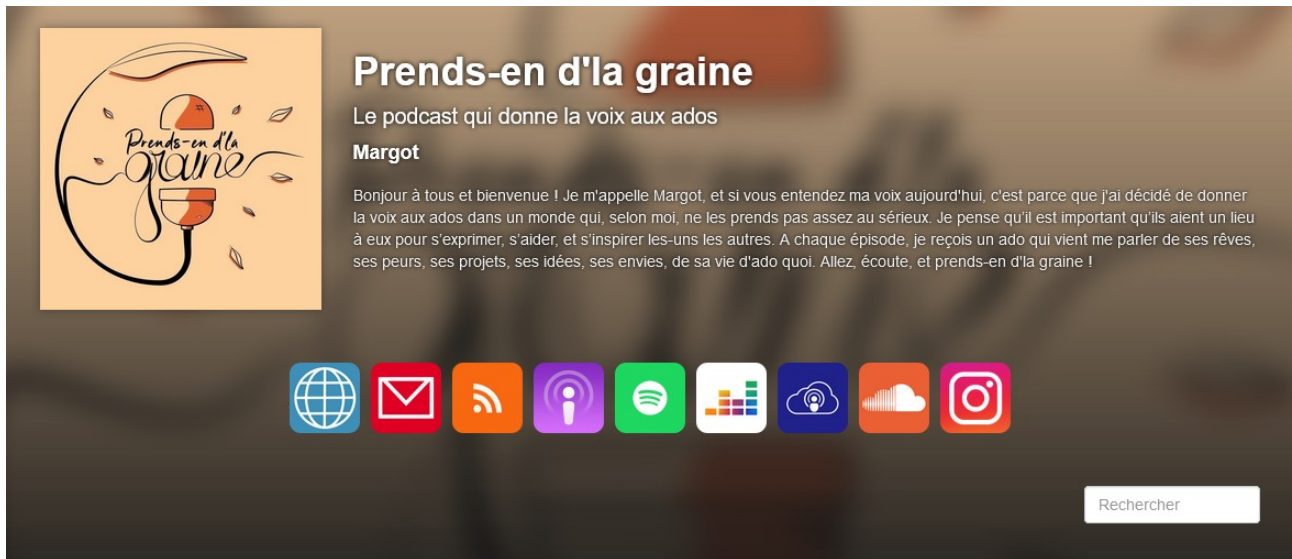 Prends-en d'la
graine
Prends-en d'la graine
Le podcast qui donne la voix aux ados
Margot
Bonjour à tous et bienvenue ! Je m'appelle Margot, et si vous entendez ma voix aujourd'hui, c'est parce que j'ai décidé de donner
la voix aux ados dans un monde qui, selon moi, ne les prends pas assez au sérieux. Je pense qu'il est important qu'ils aient un lieu
à eux pour s'exprimer, s'aider, et s'inspirer les-uns les autres. A chaque épisode, je reçois un ado qui vient me parler de ses rêves,
ses peurs, ses projets, ses idées, ses envies, de sa vie d'ado quoi. Allez, écoute, et prends-en d'la graine !
Rechercher